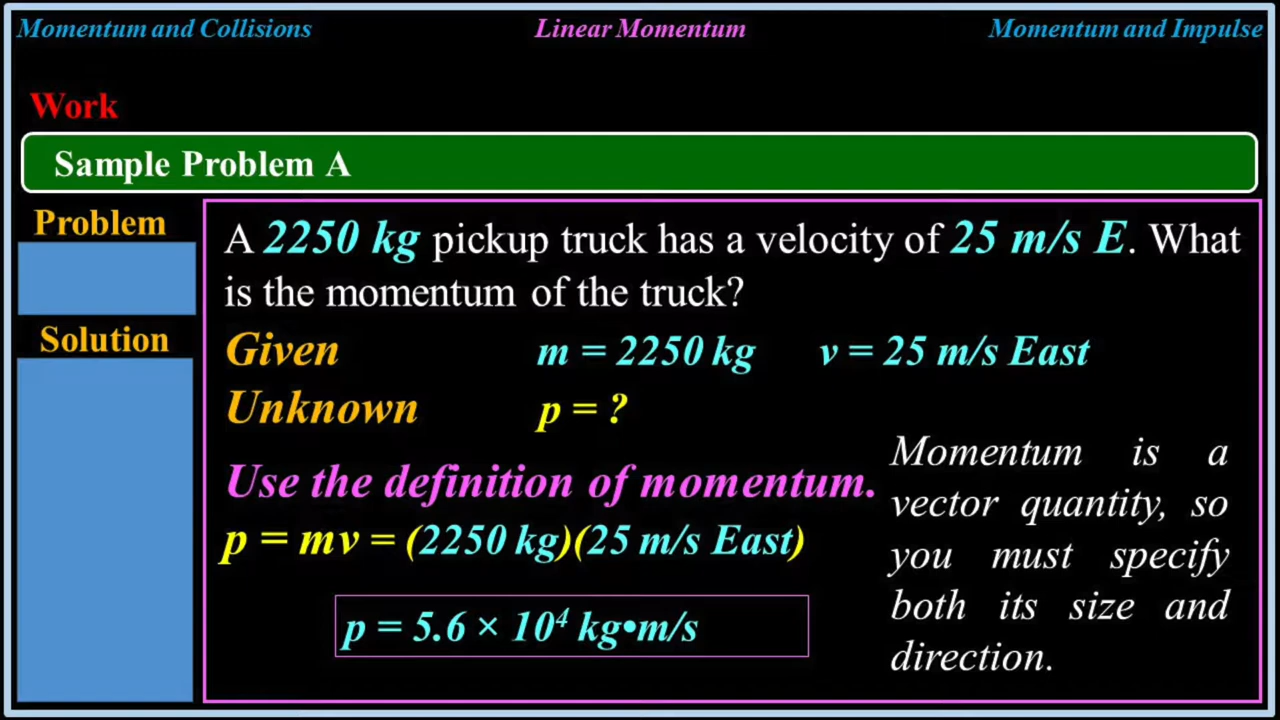 Momentum and Collisions
Linear Momentum
Momentum and Impulse
Work
Sample Problem A
Problem
A 2250 kg pickup truck has a velocity of 25 m/s E. What
is the momentum of the truck?
Solution
Given m = 2250 kg v = 25 m/s East
Unknown p = ?
Use the definition of momentum.
p = mv = (2250 kg)(25 m/s East)
p = 5.6 × 10⁴ kg•m/s
Momentum is a
vector quantity, so
you must specify
both its size and
direction.